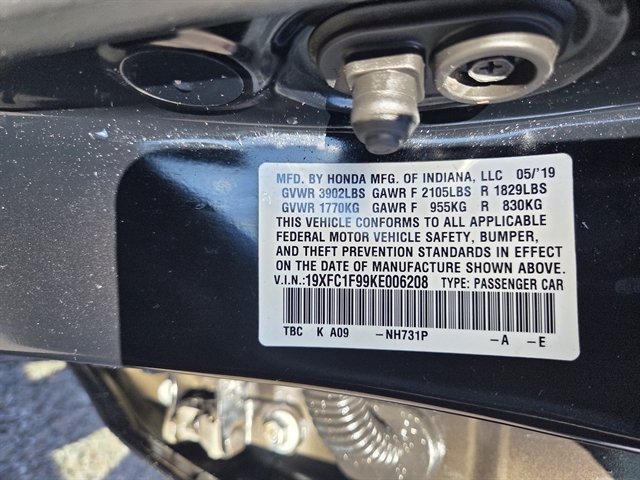 MFD. BY HONDA MFG. OF INDIANA, LLC 05/'19
GVWR 3902LBS GAWR F 2105LBS R 1829LBS
GVWR 1770KG GAWR F 955KG R 830KG
THIS VEHICLE CONFORMS TO ALL APPLICABLE
FEDERAL MOTOR VEHICLE SAFETY, BUMPER,
AND THEFT PREVENTION STANDARDS IN EFFECT
ON THE DATE OF MANUFACTURE SHOWN ABOVE.
V.I.N.:19XFC1F99KE006208 TYPE: PASSENGER CAR
TBC K A09 -NH731P -A -E